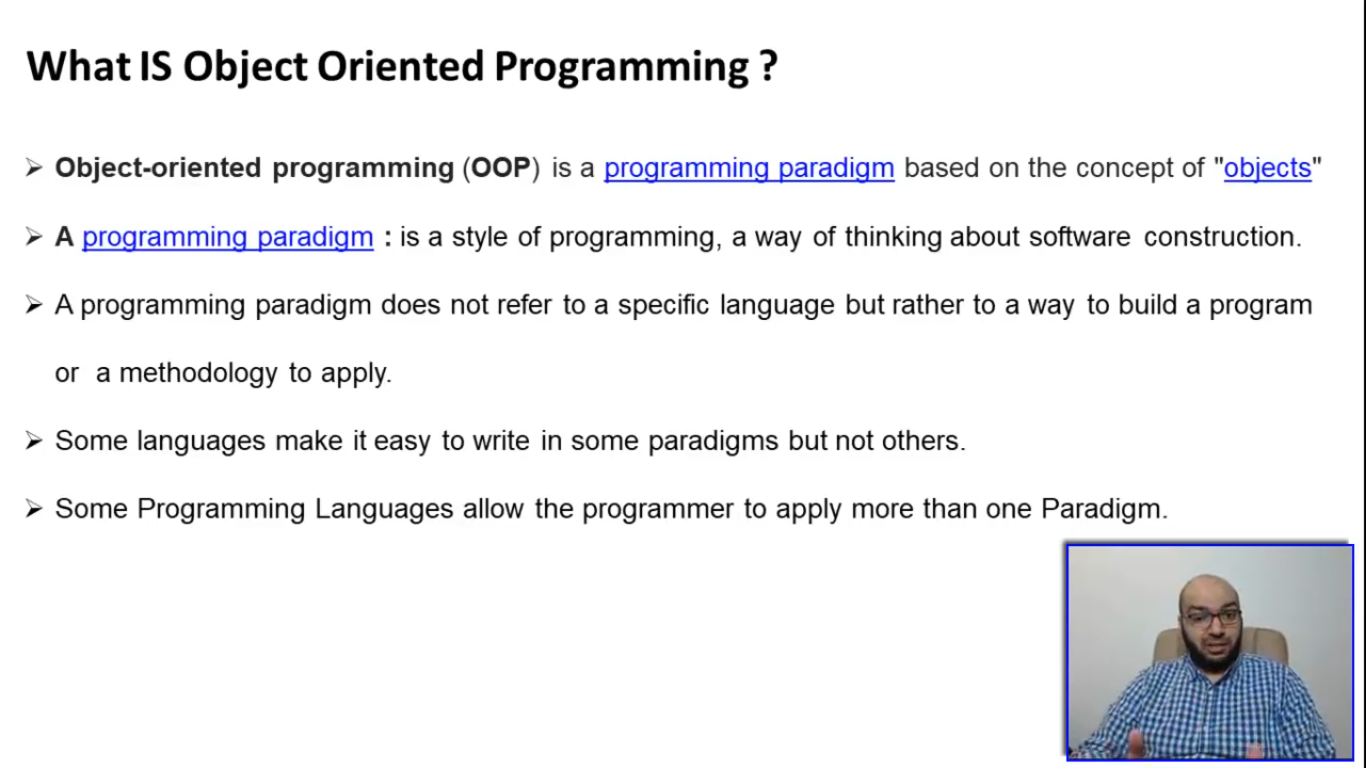 What IS Object Oriented Programming ?
➢ Object-oriented programming (OOP) is a programming paradigm based on the concept of "objects"
➢ A programming paradigm : is a style of programming, a way of thinking about software construction.
➢ A programming paradigm does not refer to a specific language but rather to a way to build a program
or a methodology to apply.
➢ Some languages make it easy to write in some paradigms but not others.
➢ Some Programming Languages allow the programmer to apply more than one Paradigm.